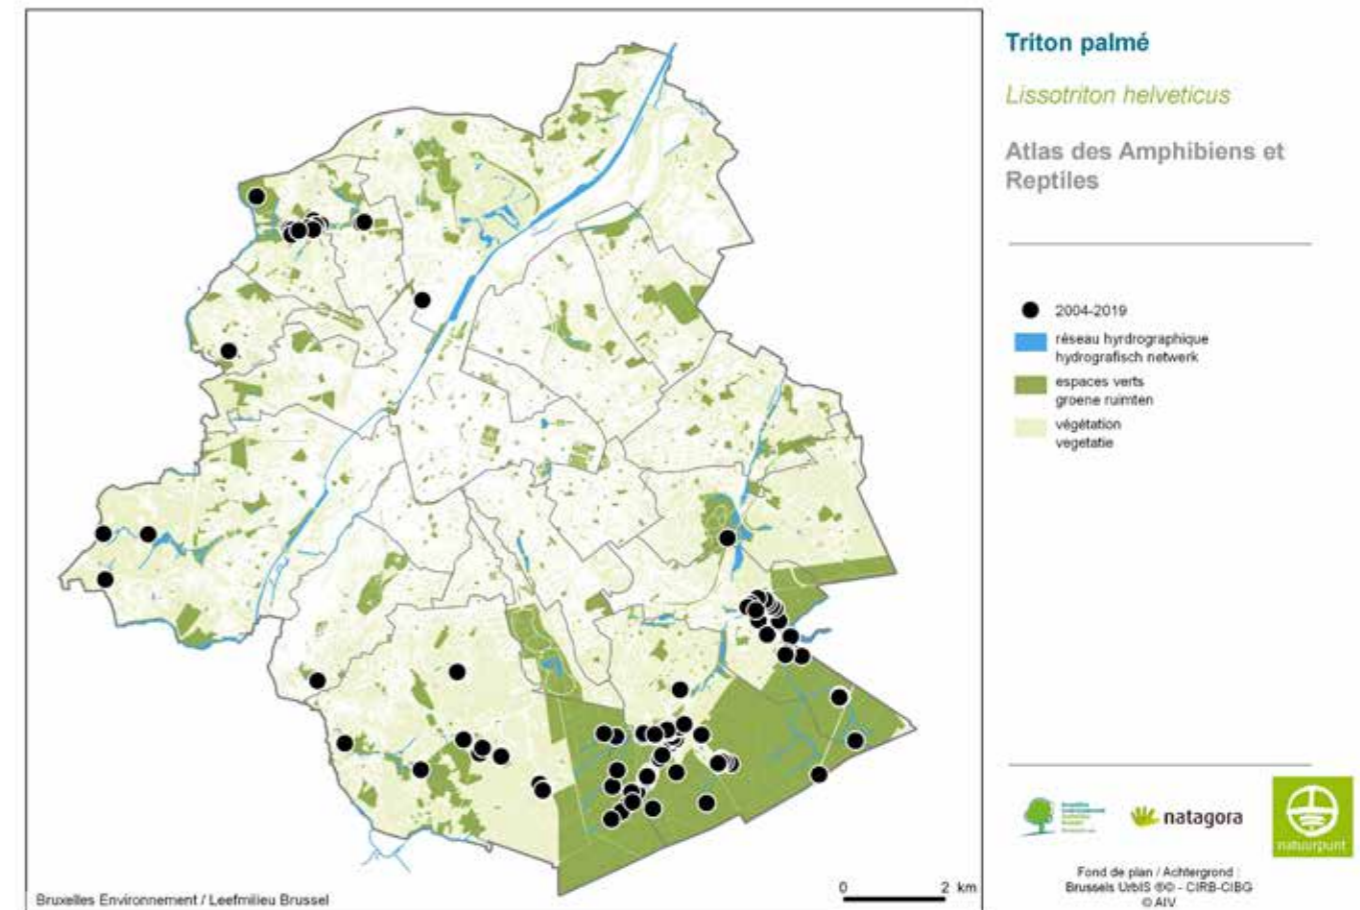 Triton palmé
Lissotriton helveticus
Atlas des Amphibiens et
Reptiles
2004-2019
réseau hyrdrographique
hydrografisch netwerk
espaces verts
groene ruimten
végétation
vegetatie
natagora
natuurpunt
Fond de plan / Achtergrond :
Brussels UrbIS ®© - CIRB-CIBG
© AIV
0 2 km
Bruxelles Environnement / Leefmilieu Brussel